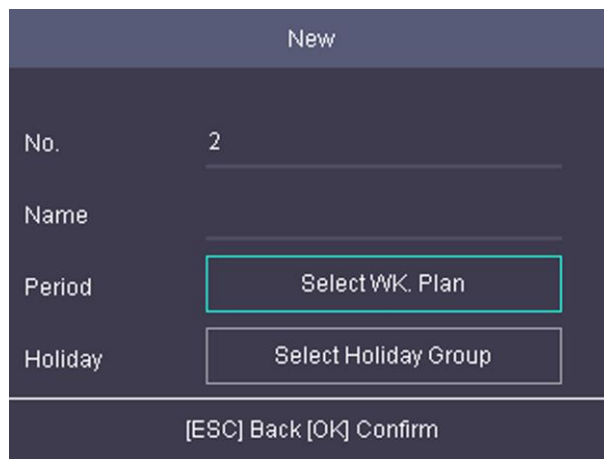 New
No. 2
Name
Period Select WK. Plan
Holiday Select Holiday Group
[ESC] Back [OK] Confirm